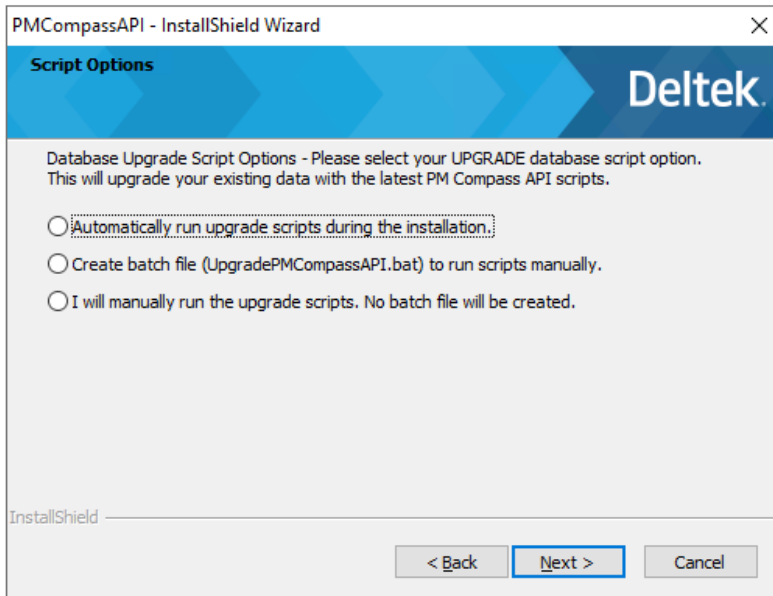 PMCompassAPI - InstallShield Wizard
Script Options
Deltek.
Database Upgrade Script Options - Please select your UPGRADE database script option.
This will upgrade your existing data with the latest PM Compass API scripts.
Automatically run upgrade scripts during the installation.
Create batch file (UpgradePMCompassAPI.bat) to run scripts manually.
I will manually run the upgrade scripts. No batch file will be created.
InstallShield
< Back
Next >
Cancel